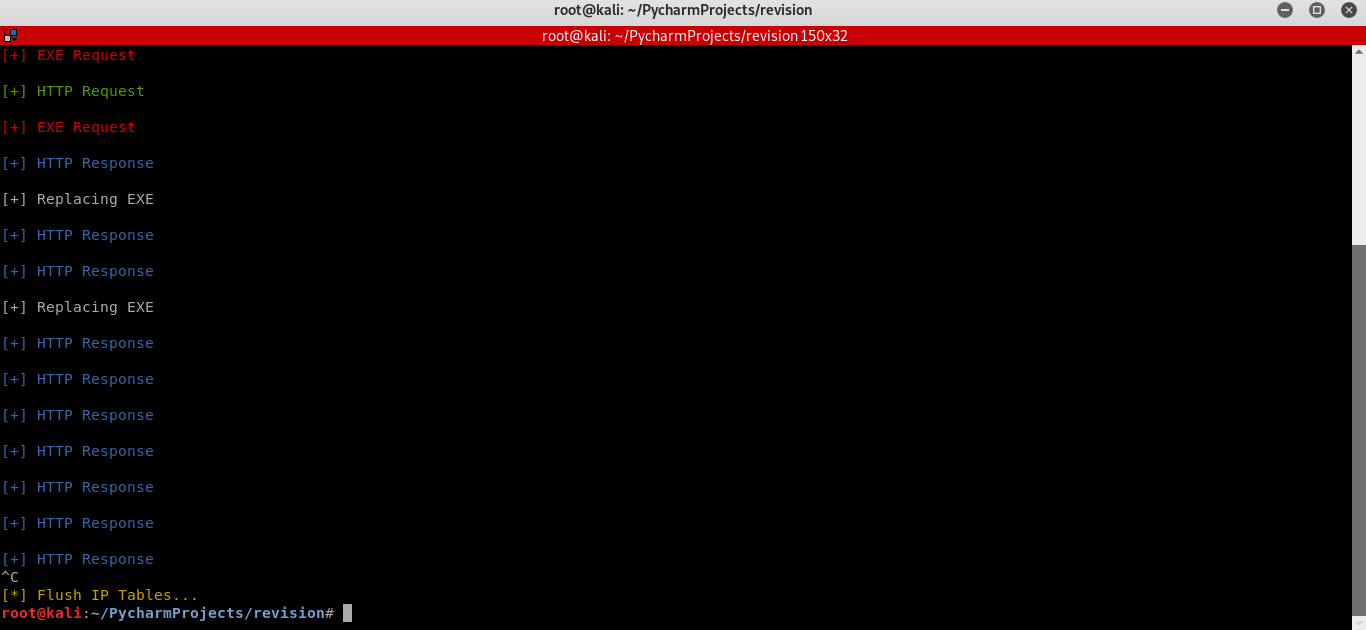 root@kali: ~/PycharmProjects/revision
root@kali: ~/PycharmProjects/revision 150x32
[+] EXE Request
[+] HTTP Request
[+] EXE Request
[+] HTTP Response
[+] Replacing EXE
[+] HTTP Response
[+] HTTP Response
[+] Replacing EXE
[+] HTTP Response
[+] HTTP Response
[+] HTTP Response
[+] HTTP Response
[+] HTTP Response
[+] HTTP Response
[+] HTTP Response
^C
[*] Flush IP Tables...
root@kali:~/PycharmProjects/revision#